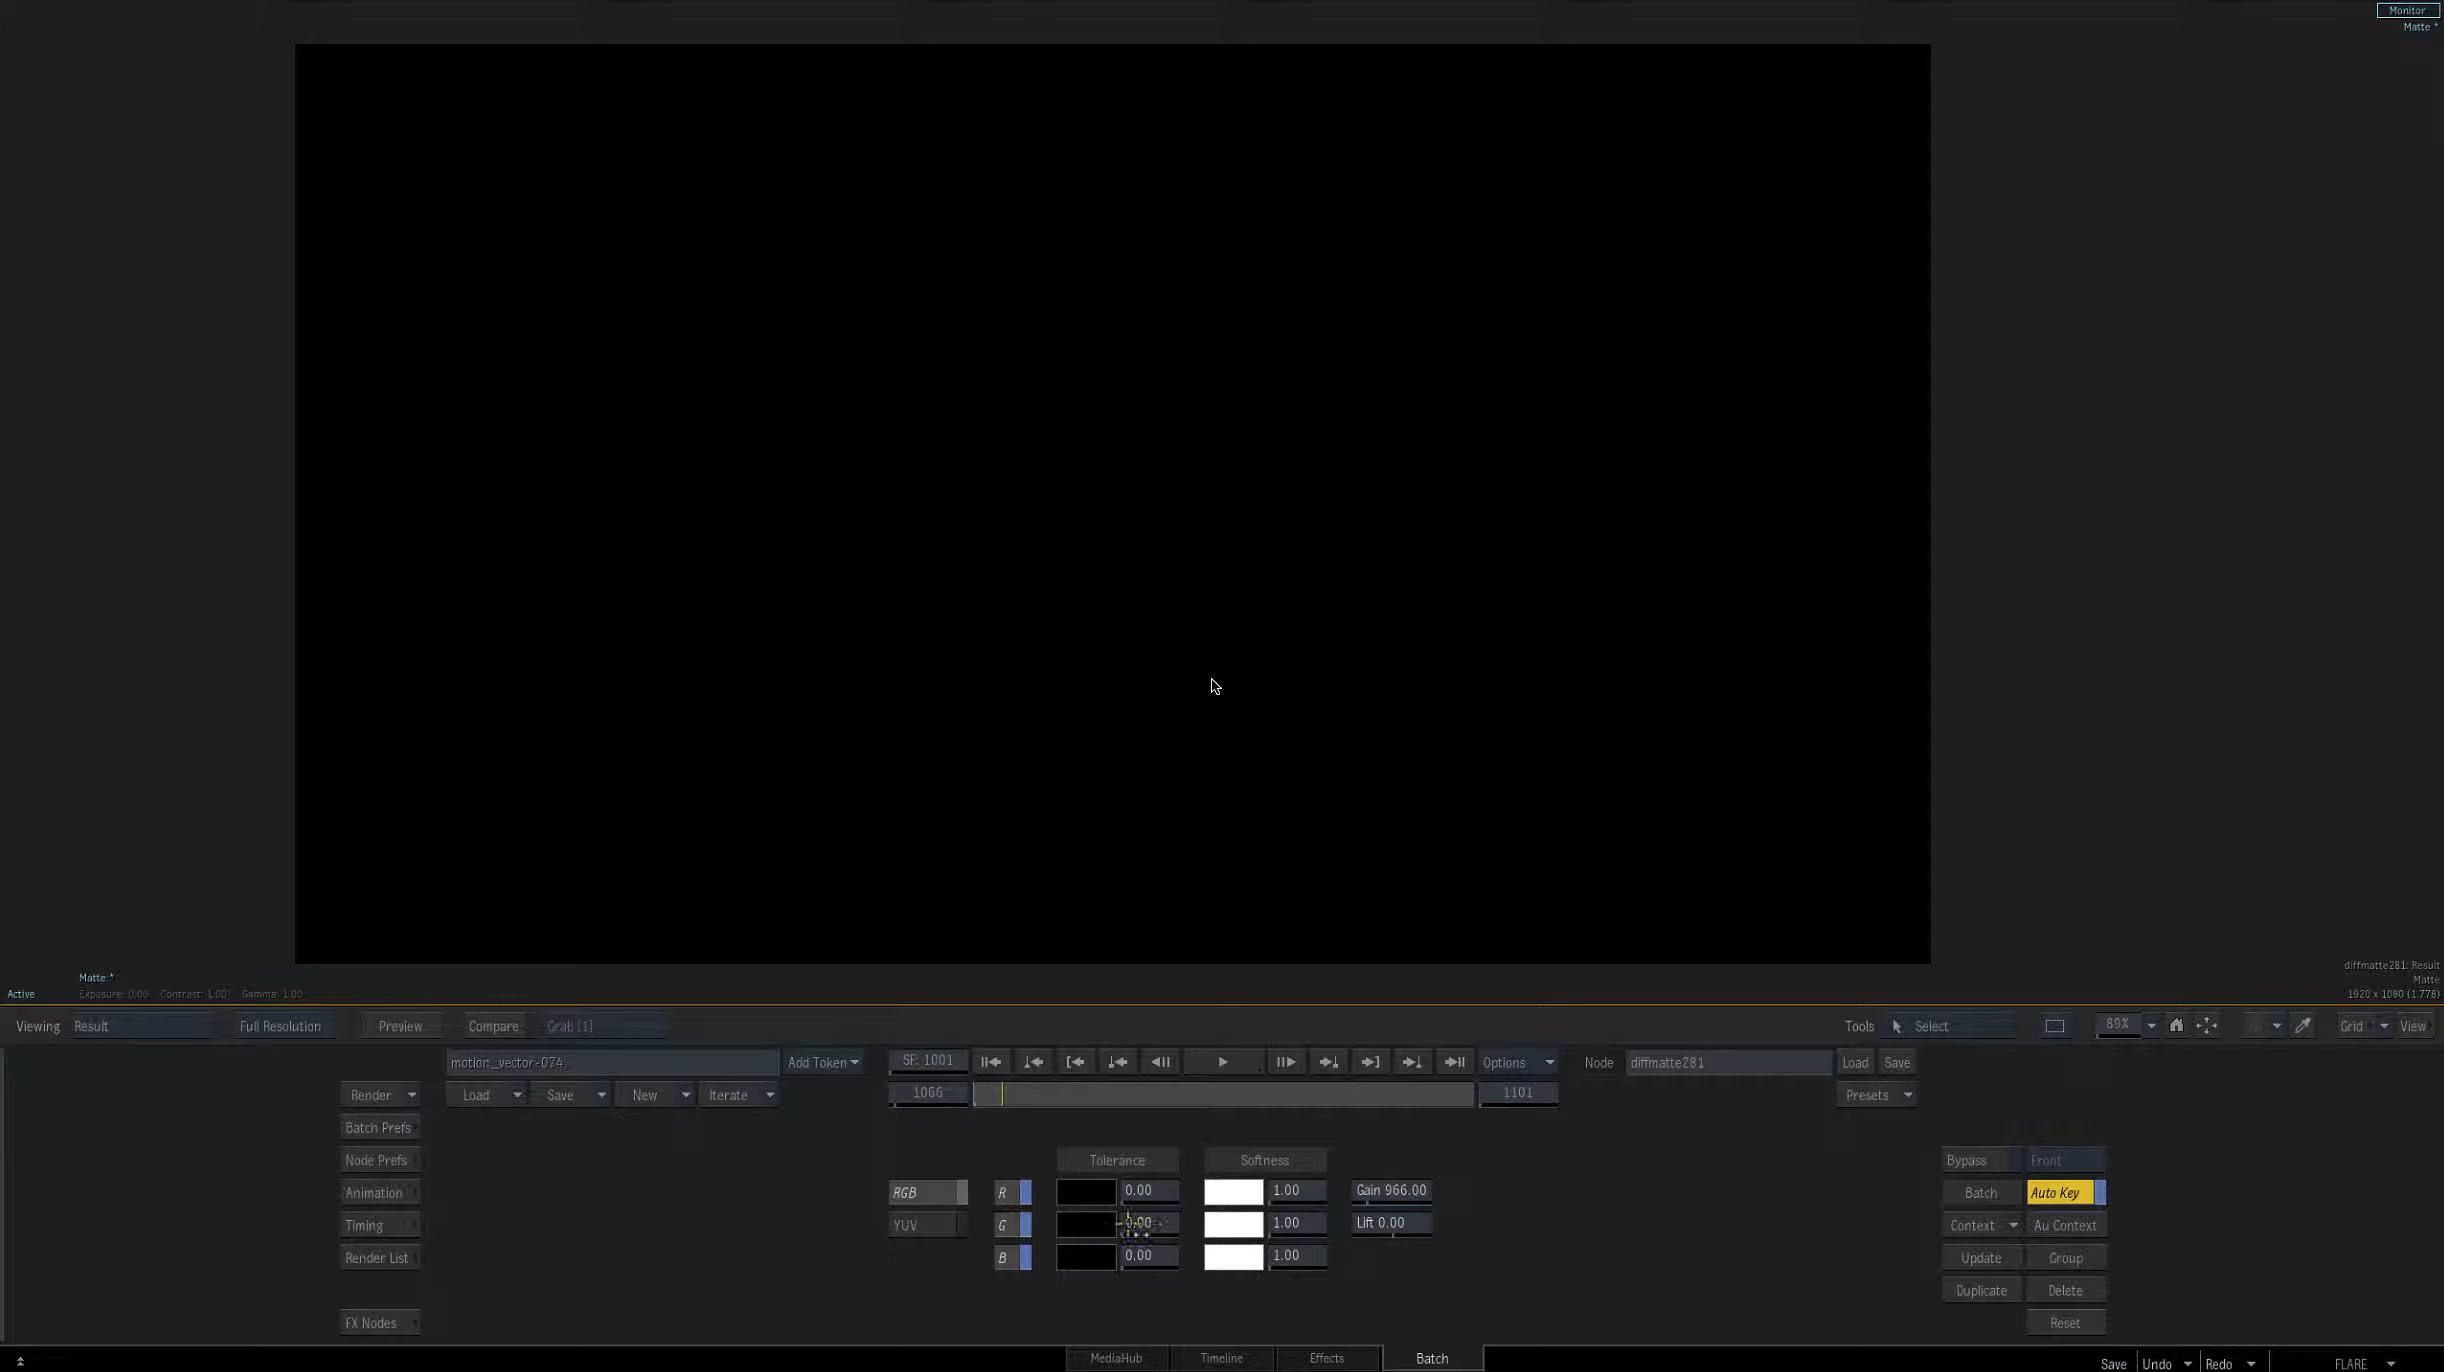 Monitor
Matte *
Matte *
Active Exposure: 0.00 Contrast: 1.00 Gamma: 1.00
diffmatte281: Result
Matte
1920 x 1080 (1.778)
Viewing Result Full Resolution Preview Compare Grab [1] Tools Select 89% Grid View
motion_vector-074 Add Token SF: 1001 Options Node diffmatte281 Load Save
Render Load Save New Iterate 1066 1101 Presets
Batch Prefs
Node Prefs Tolerance Softness Bypass Front
Animation RGB R 0.00 1.00 Gain 966.00 Batch Auto Key
Timing YUV G 0.00 1.00 Lift 0.00 Context Au Context
Render List B 0.00 1.00 Update Group
Duplicate Delete
FX Nodes Reset
MediaHub Timeline Effects Batch Save Undo Redo FLARE